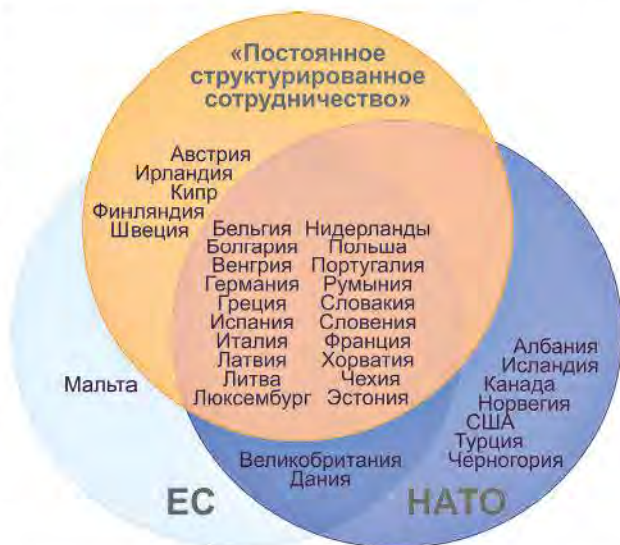 «Постоянное
структурированное
сотрудничество»
Австрия
Ирландия
Кипр
Финляндия
Швеция
Бельгия Нидерланды
Болгария Польша
Венгрия Португалия
Германия Румыния
Греция Словакия
Испания Словения
Италия Франция
Латвия Хорватия
Литва Чехия
Люксембург Эстония
Мальта
Албания
Исландия
Канада
Норвегия
США
Турция
Черногория
Великобритания
Дания
ЕС
НАТО